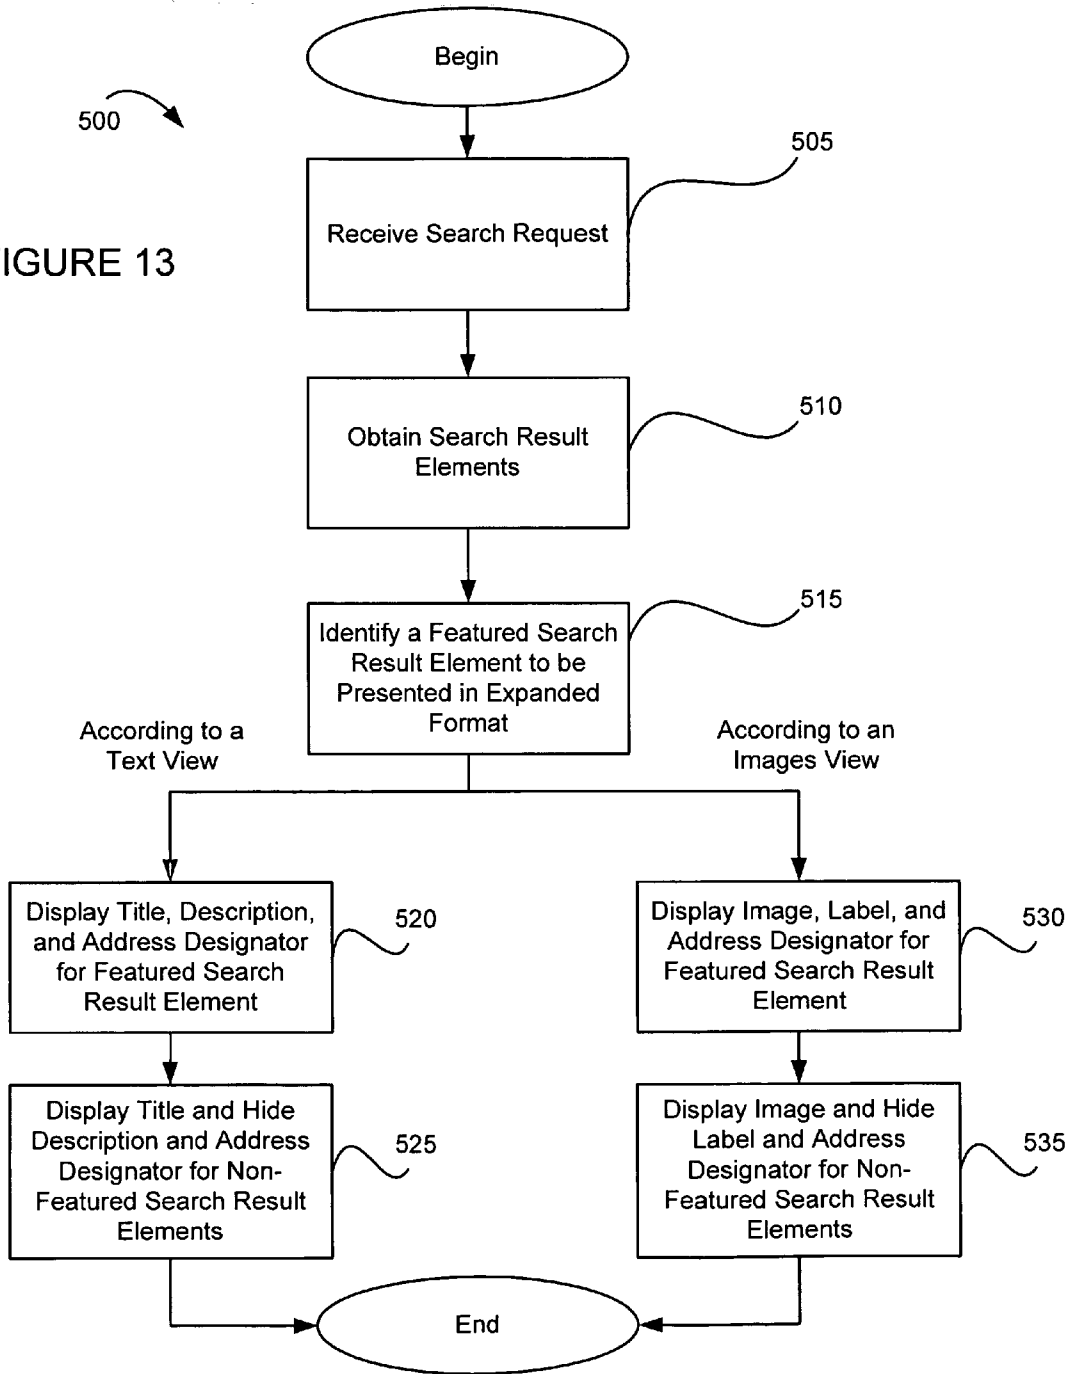 Begin
500
505
Receive Search Request
IGURE 13
510
Obtain Search Result
Elements
515
Identify a Featured Search
Result Element to be
Presented in Expanded
Format
According to a
Text View
According to an
Images View
Display Title, Description,
and Address Designator
for Featured Search
Result Element
520
Display Image, Label, and
Address Designator for
Featured Search Result
Element
530
Display Title and Hide
Description and Address
Designator for Non-
Featured Search Result
Elements
525
Display Image and Hide
Label and Address
Designator for Non-
Featured Search Result
Elements
535
End